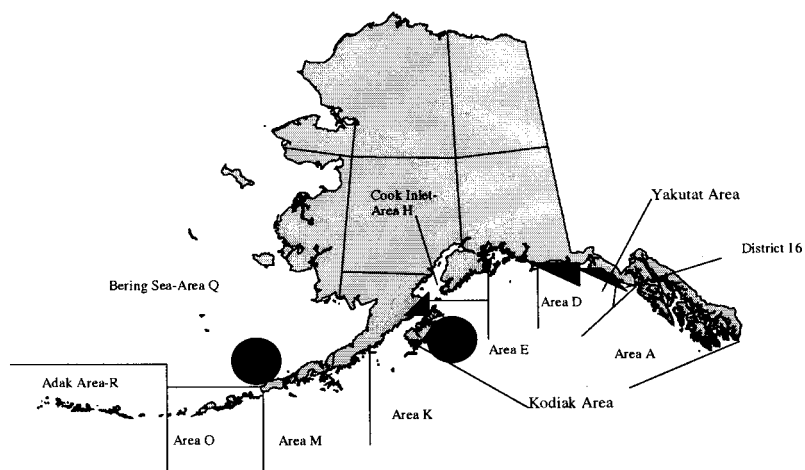 Cook Inlet-
Area H
Yakutat Area
District 16
Bering Sea-Area Q
Area D
Area E
Area A
Adak Area-R
Kodiak Area
Area K
Area O
Area M